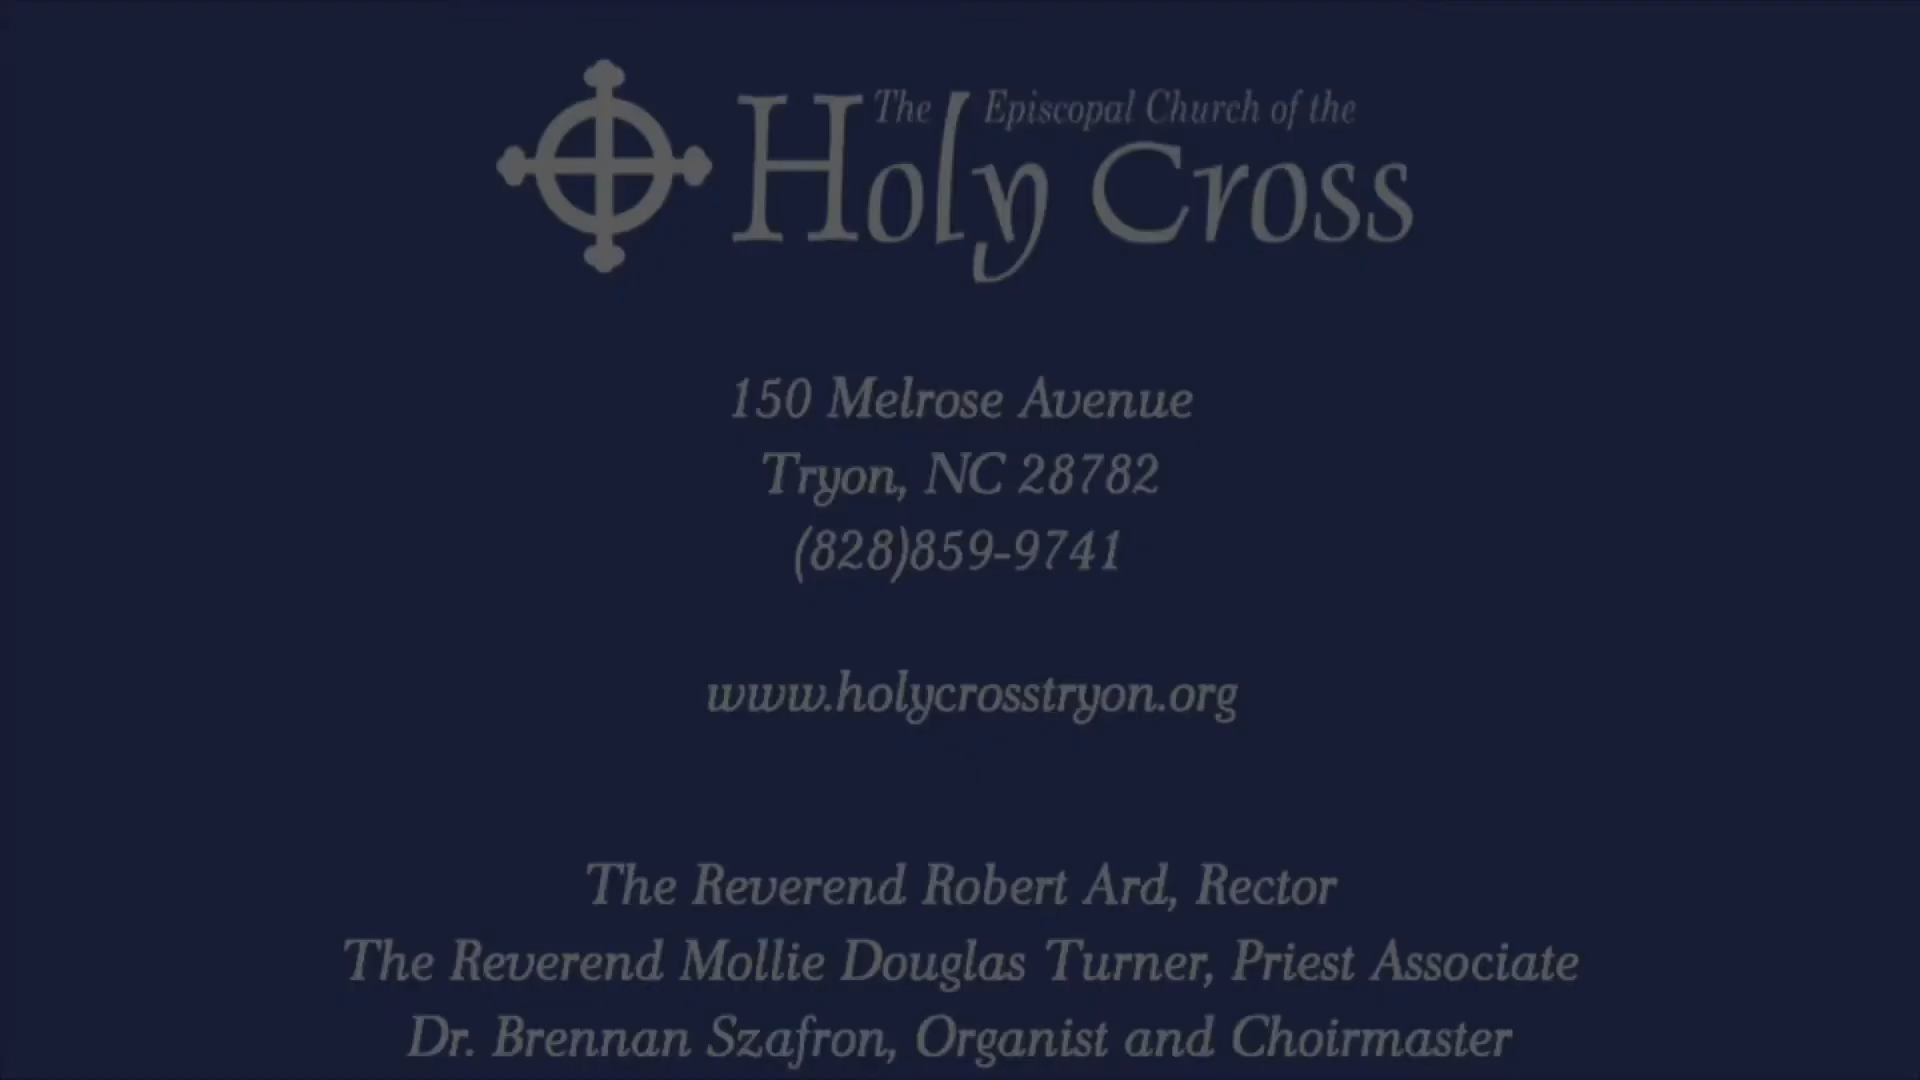 The Episcopal Church of the
Holy Cross
150 Melrose Avenue
Tryon, NC 28782
(828)859-9741
www.holycrosstryon.org
The Reverend Robert Ard, Rector
The Reverend Mollie Douglas Turner, Priest Associate
Dr. Brennan Szafron, Organist and Choirmaster